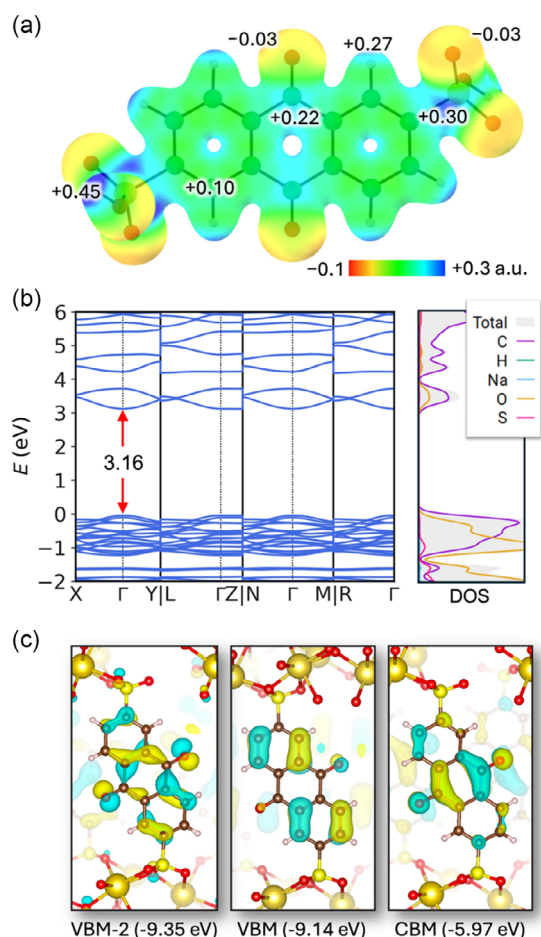 (a)
−0.03
+0.27
−0.03
+0.22
+0.30
+0.45
+0.10
−0.1
+0.3 a.u.
(b)
6
5
4
3
2
1
0
−1
−2
E (eV)
3.16
X Γ Y|L Γ Z|N Γ M|R Γ
Total
C
H
Na
O
S
DOS
(c)
VBM-2 (-9.35 eV)
VBM (-9.14 eV)
CBM (-5.97 eV)